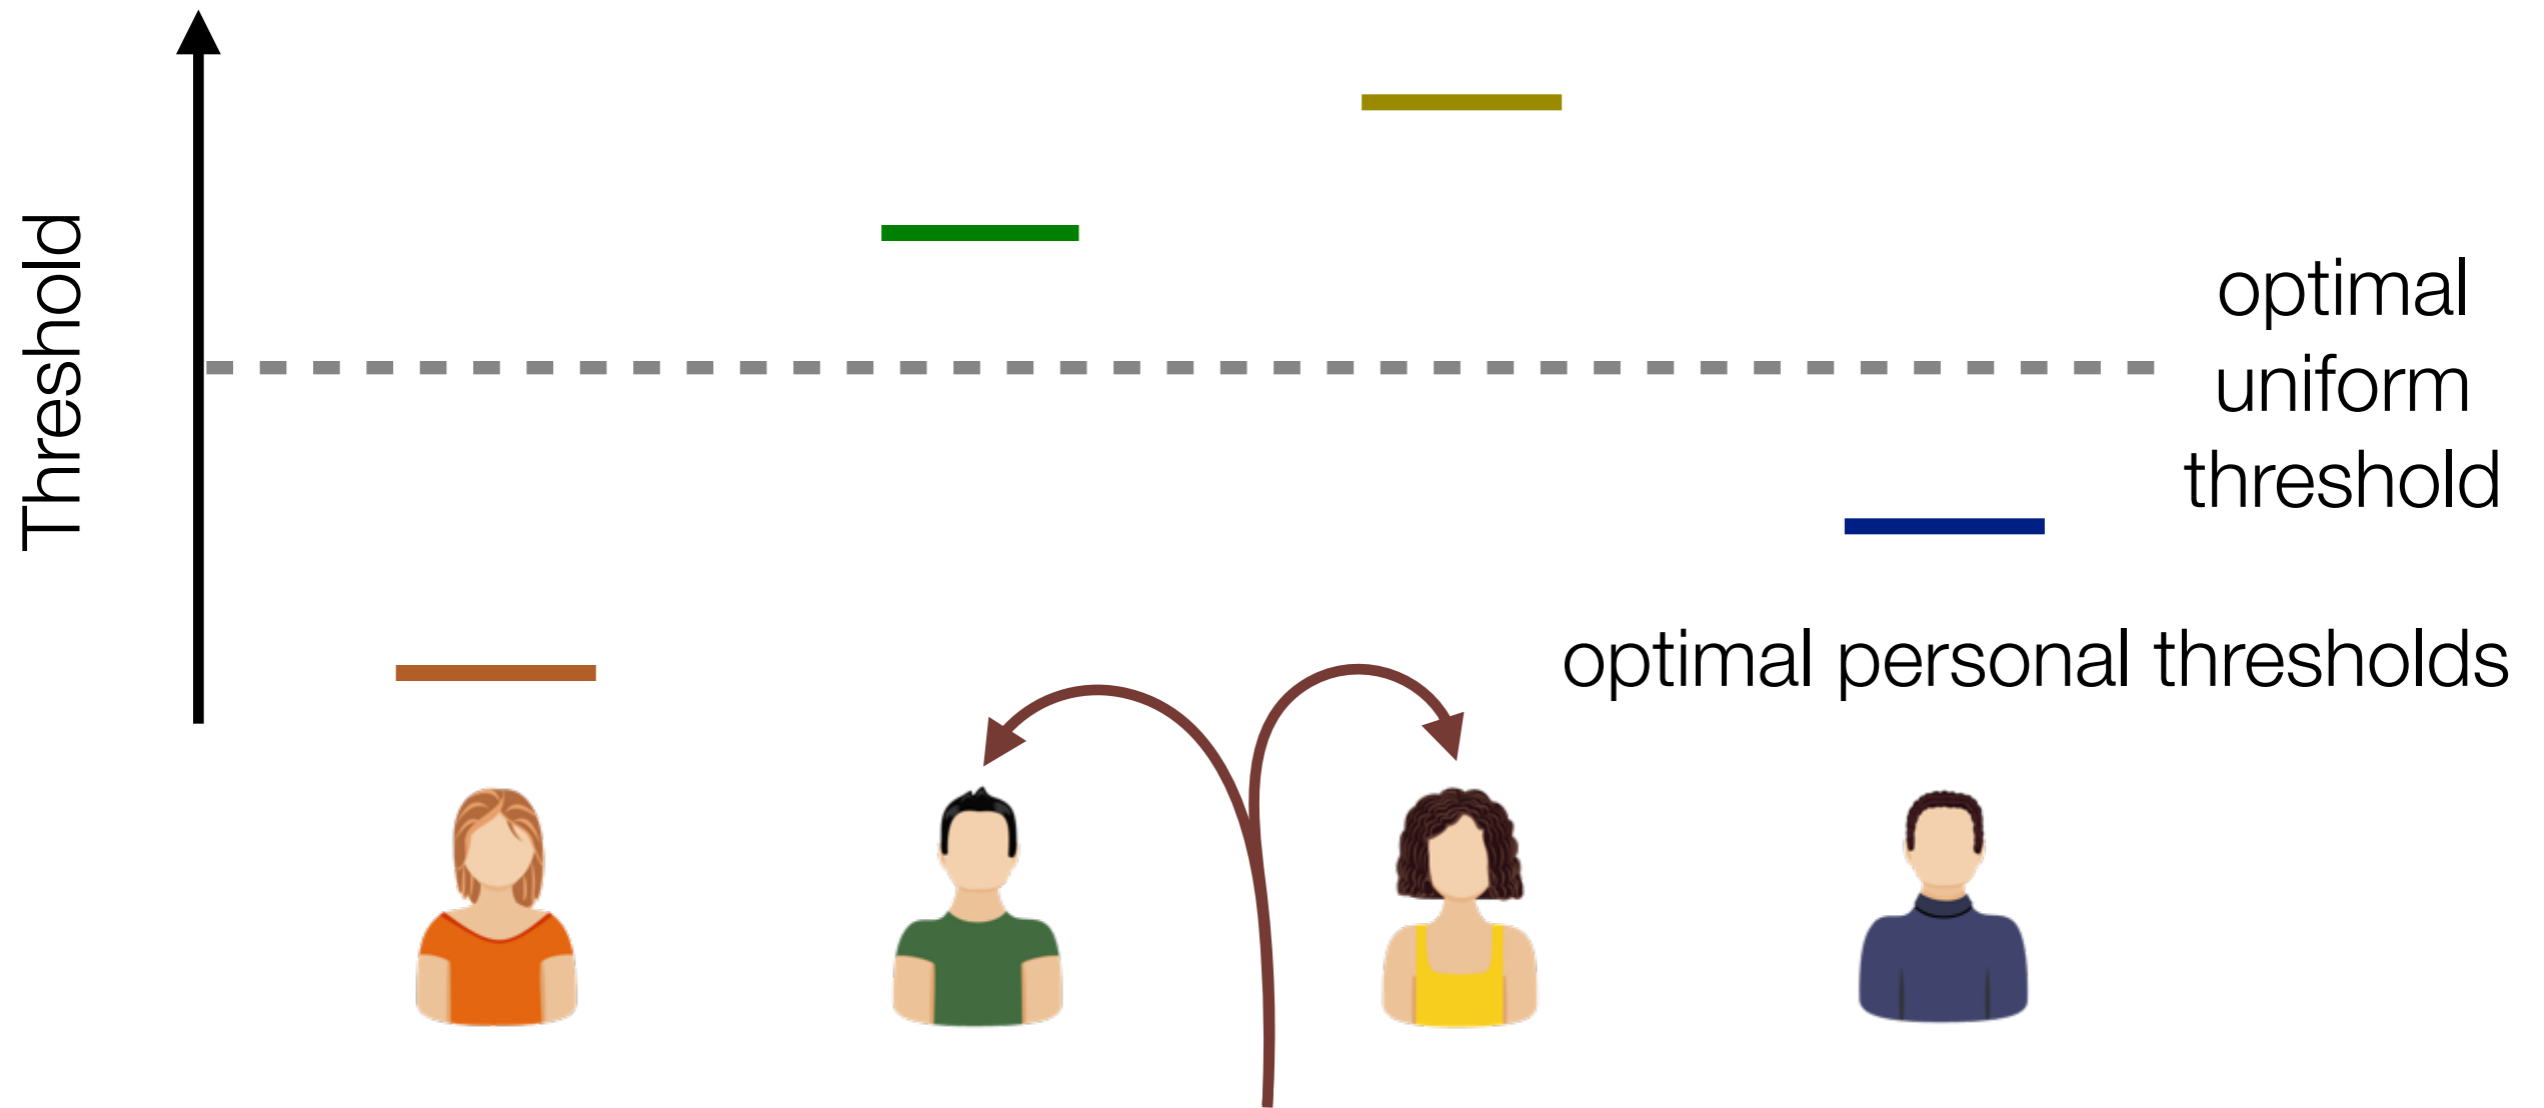 Threshold
optimal
uniform
threshold
optimal personal thresholds